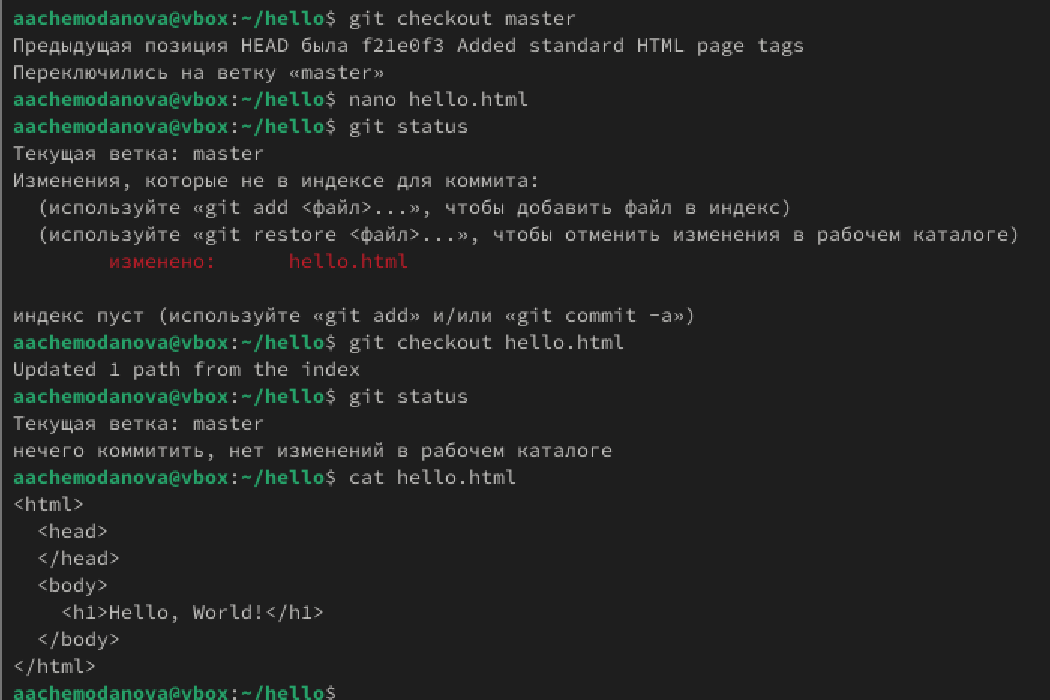 aachemodanova@vbox:~/hello$ git checkout master
Предыдущая позиция HEAD была f21e0f3 Added standard HTML page tags
Переключились на ветку «master»
aachemodanova@vbox:~/hello$ nano hello.html
aachemodanova@vbox:~/hello$ git status
Текущая ветка: master
Изменения, которые не в индексе для коммита:
  (используйте «git add <файл>...», чтобы добавить файл в индекс)
  (используйте «git restore <файл>...», чтобы отменить изменения в рабочем каталоге)
        изменено:      hello.html

индекс пуст (используйте «git add» и/или «git commit -a»)
aachemodanova@vbox:~/hello$ git checkout hello.html
Updated 1 path from the index
aachemodanova@vbox:~/hello$ git status
Текущая ветка: master
нечего коммитить, нет изменений в рабочем каталоге
aachemodanova@vbox:~/hello$ cat hello.html
<html>
  <head>
  </head>
  <body>
    <h1>Hello, World!</h1>
  </body>
</html>
aachemodanova@vbox:~/hello$